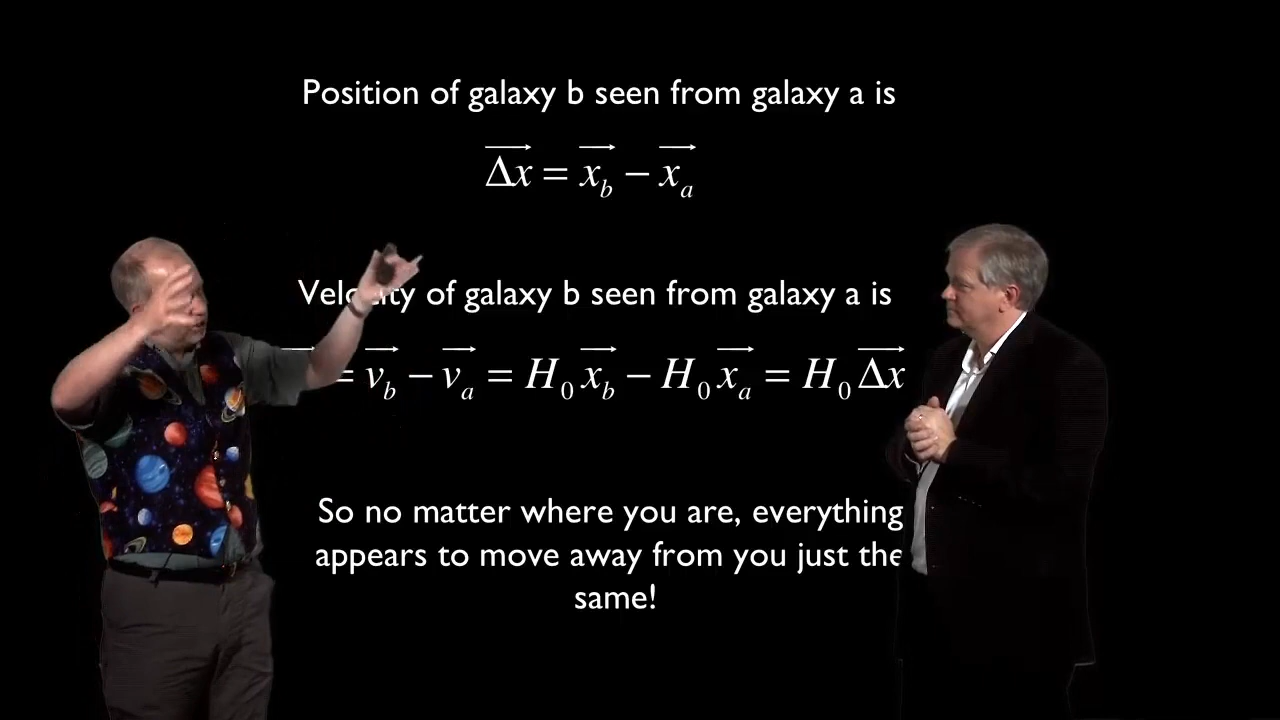 Position of galaxy b seen from galaxy a is
Δx = x_b − x_a
Velocity of galaxy b seen from galaxy a is
= v_b − v_a = H_0 x_b − H_0 x_a = H_0 Δx
So no matter where you are, everything
appears to move away from you just the
same!